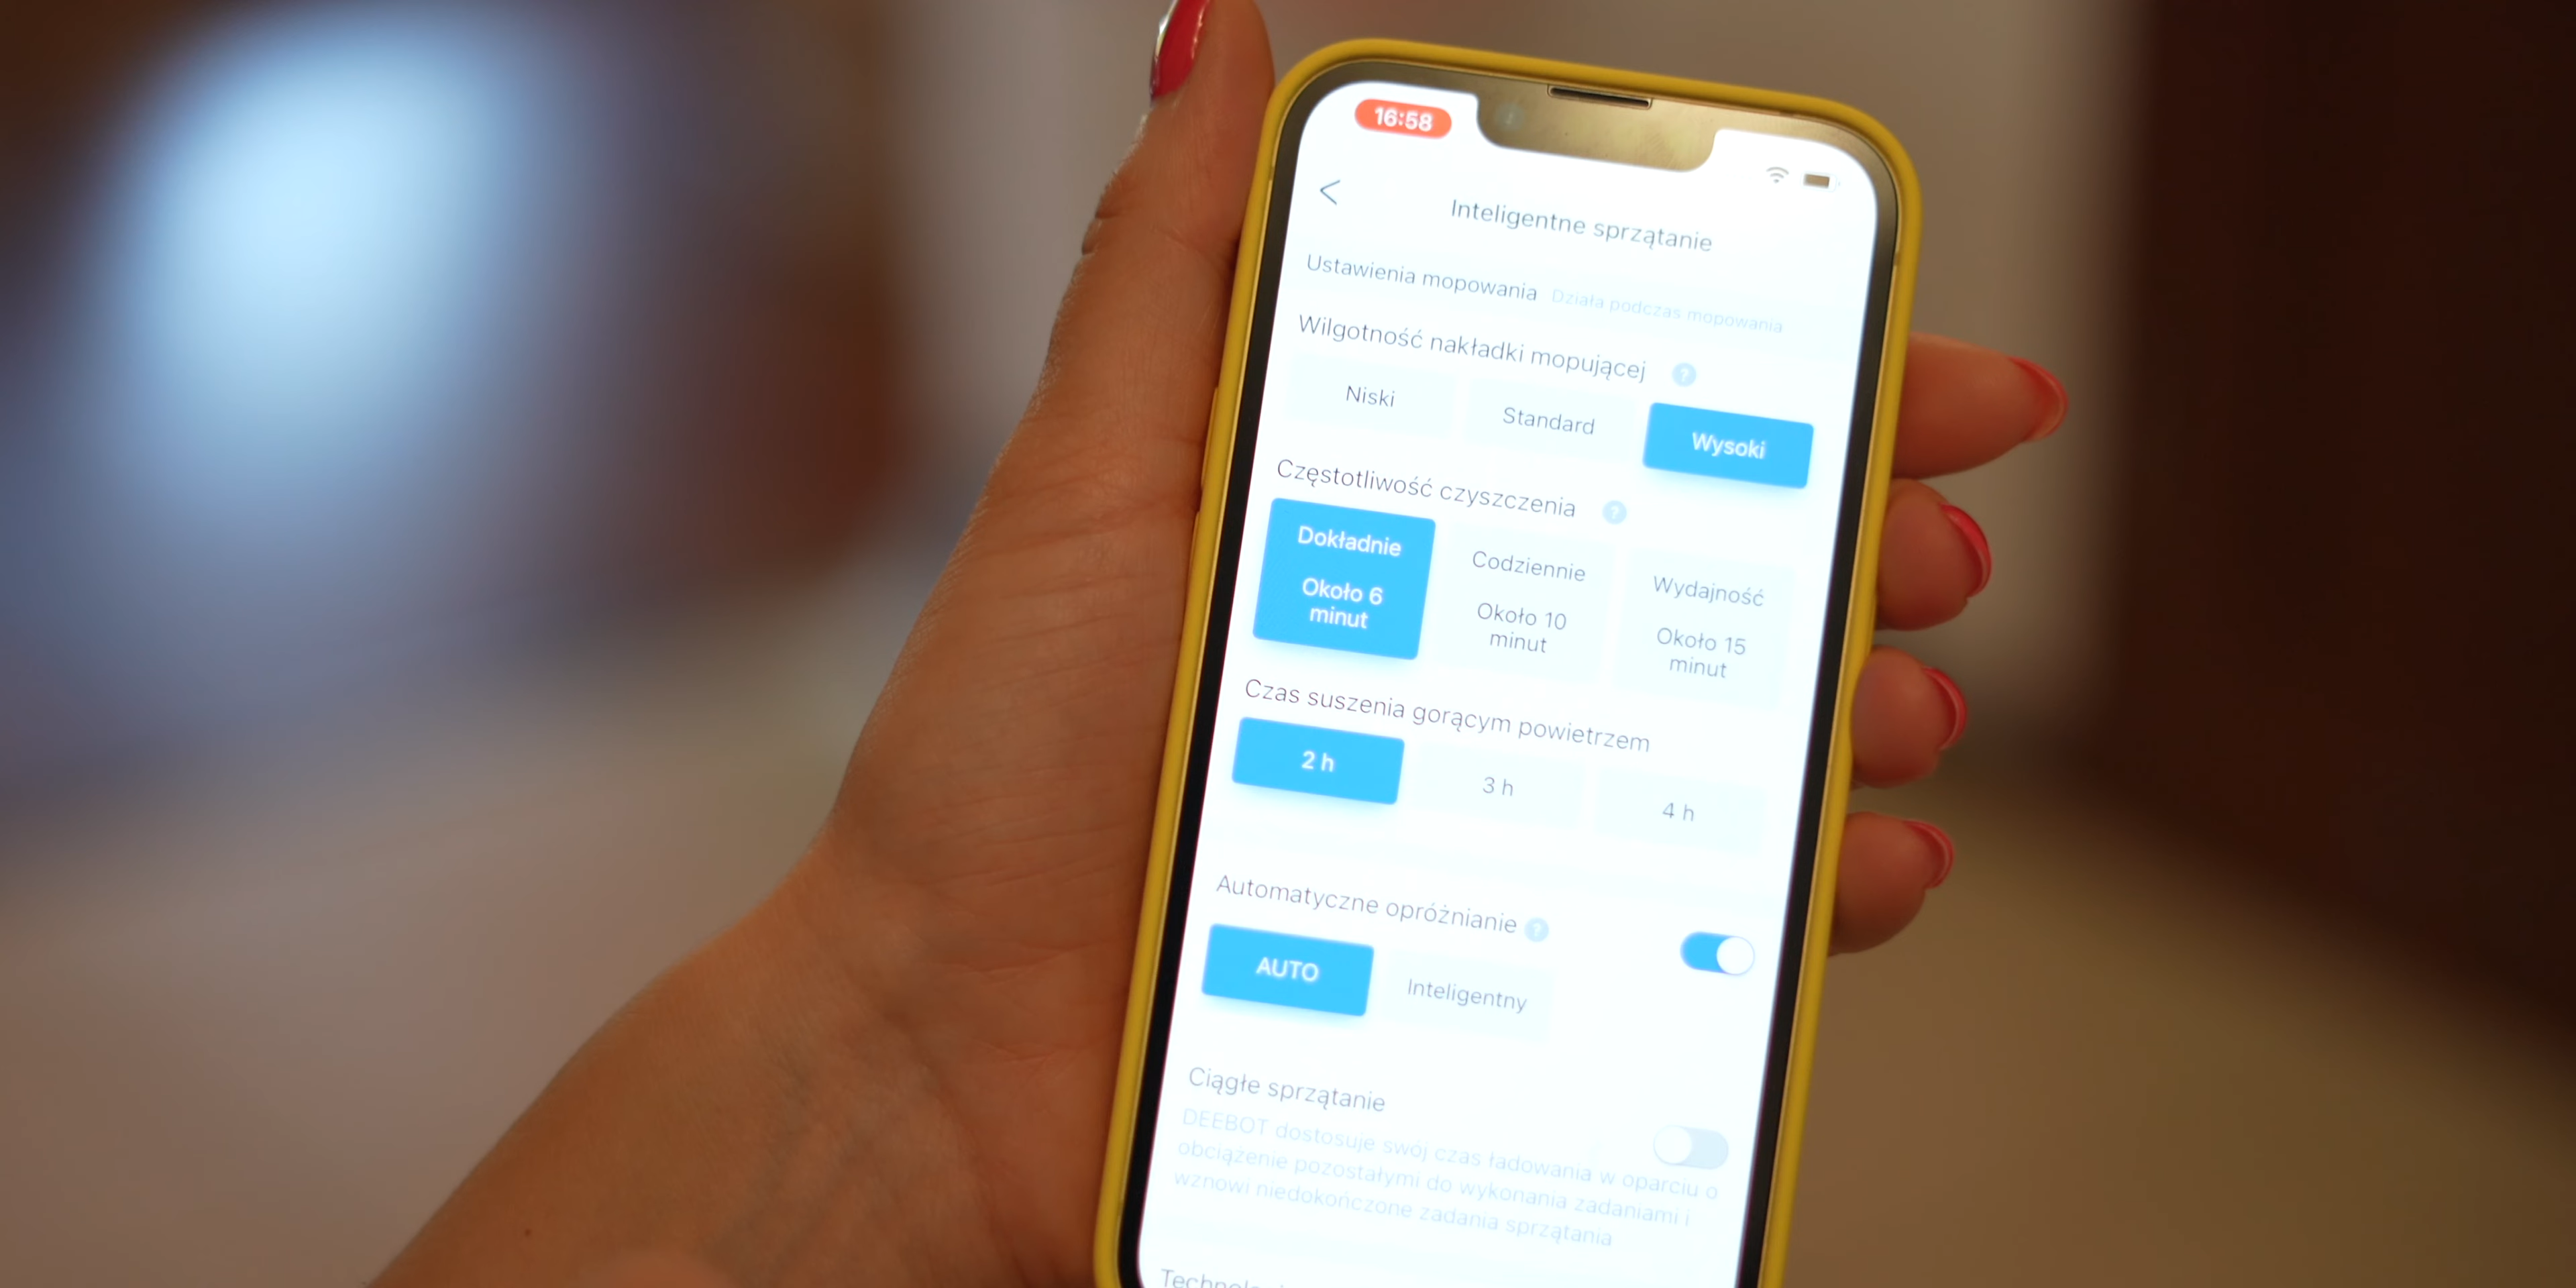 16:58
Inteligentne sprzątanie
Ustawienia mopowania Działa podczas mopowania
Wilgotność nakładki mopującej ?
Niski Standard Wysoki
Częstotliwość czyszczenia ?
Dokładnie
Około 6
minut
Codziennie
Około 10
minut
Wydajność
Około 15
minut
Czas suszenia gorącym powietrzem
2 h 3 h 4 h
Automatyczne opróżnianie ?
AUTO Inteligentny
Ciągłe sprzątanie
DEEBOT dostosuje swój czas ładowania w oparciu o
obciążenie pozostałymi do wykonania zadaniami i
wznowi niedokończone zadania sprzątania